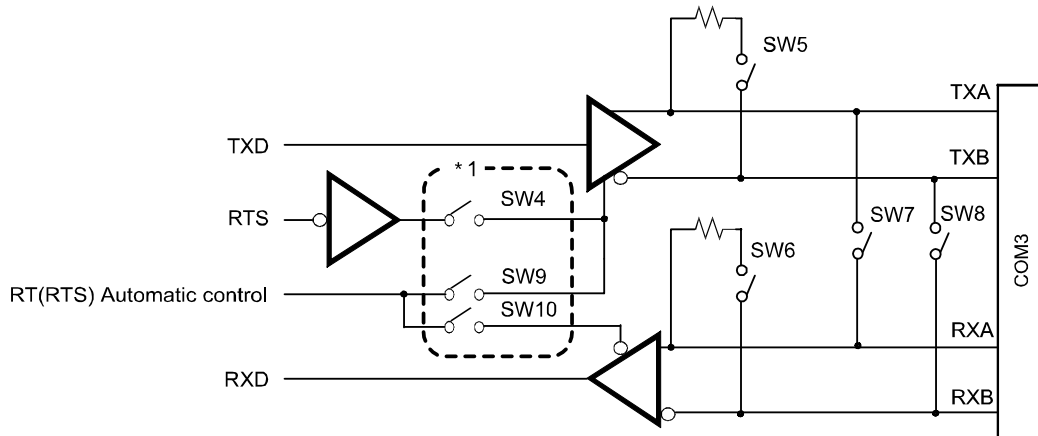 SW5
TXA
TXD
* 1
TXB
SW4
RTS
SW7
SW8
SW6
COM3
SW9
RT(RTS) Automatic control
SW10
RXA
RXD
RXB